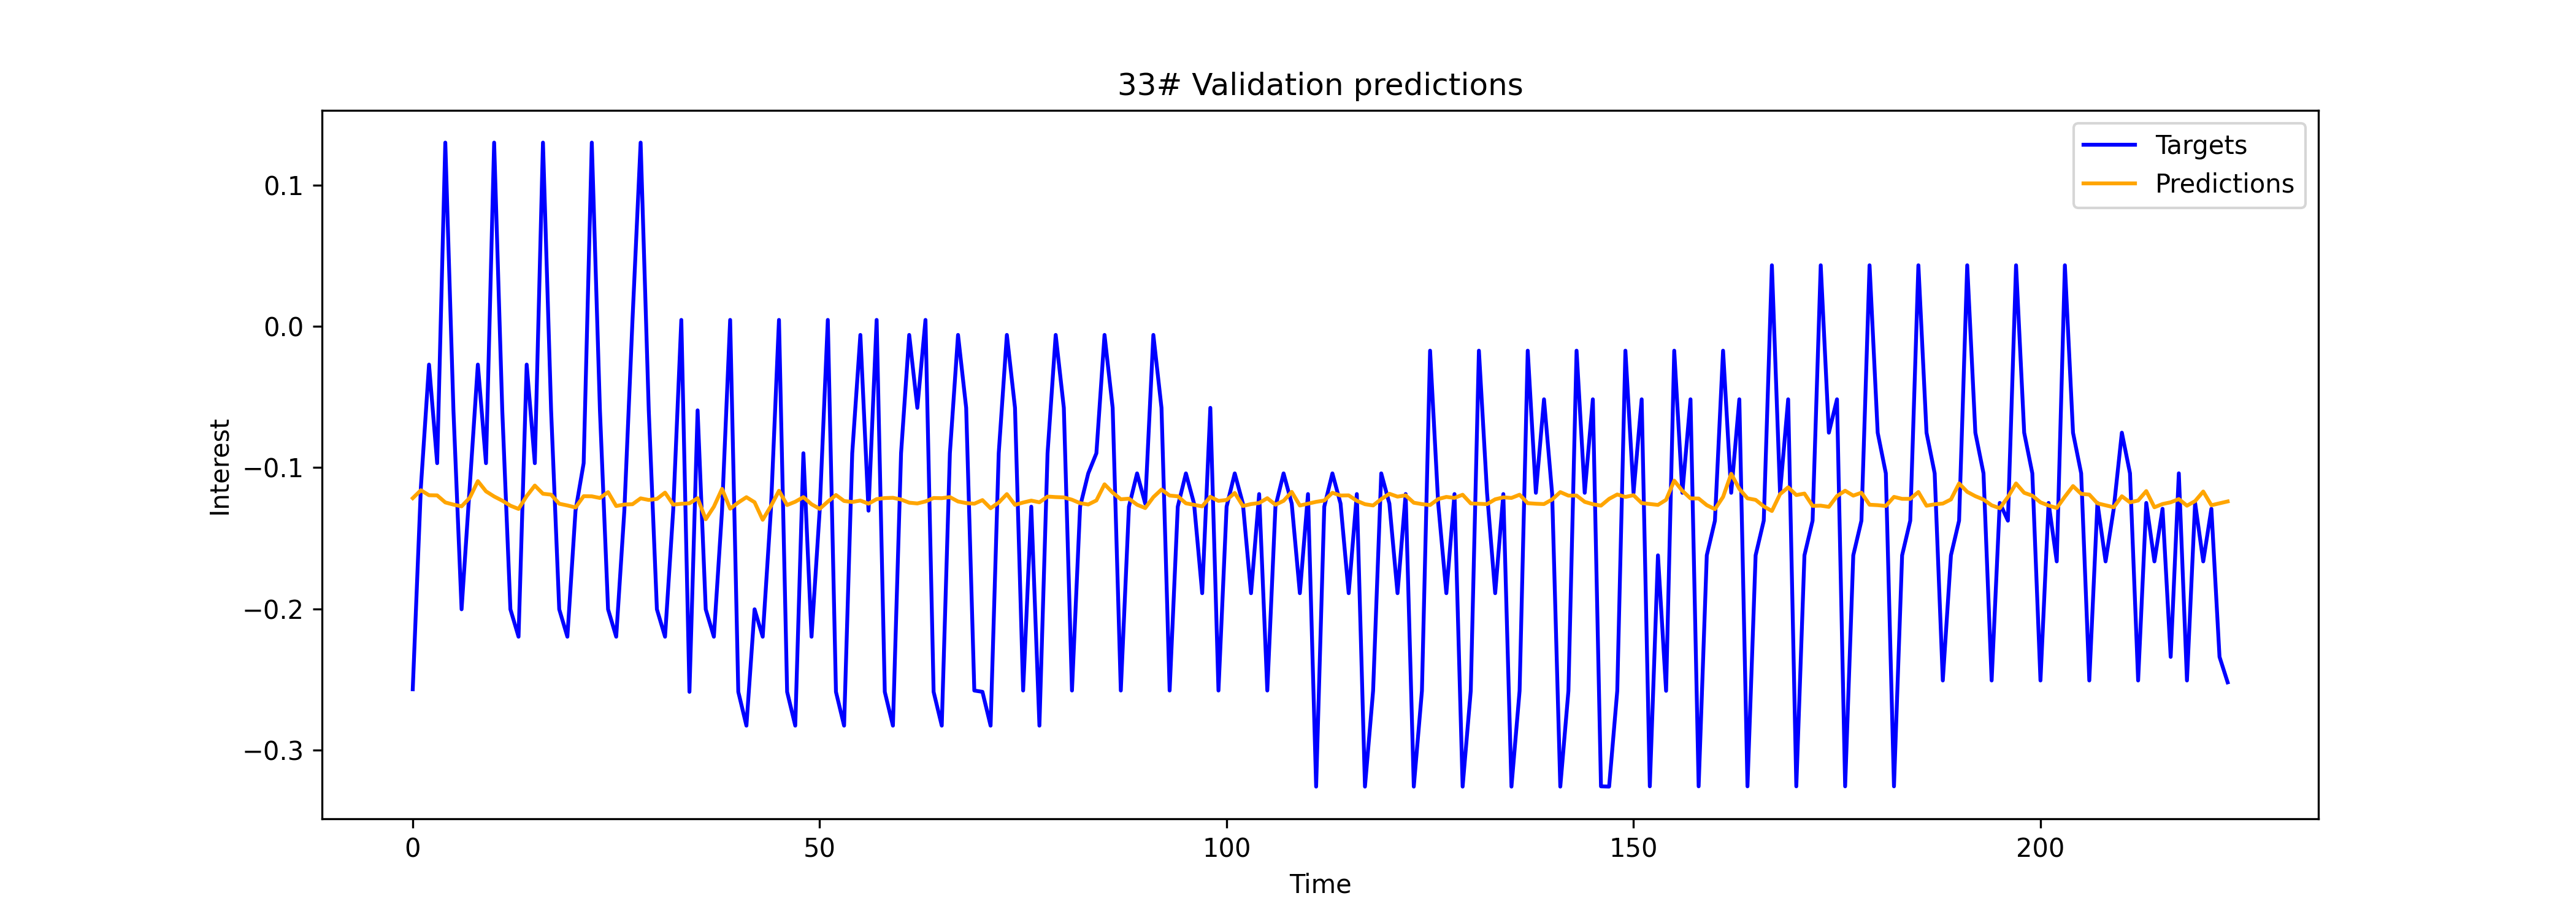 33# Validation predictions
Targets
Predictions
Interest
0.1
0.0
−0.1
−0.2
−0.3
0
50
100
150
200
Time